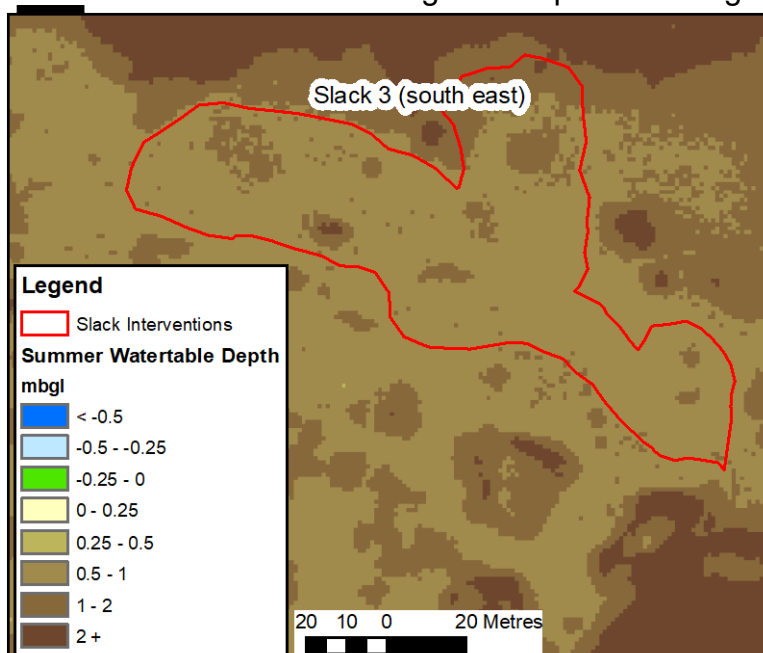 Slack 3 (south east)
Legend
Slack Interventions
Summer Watertable Depth
mbgl
< -0.5
-0.5 - -0.25
-0.25 - 0
0 - 0.25
0.25 - 0.5
0.5 - 1
1 - 2
2 +
20 10 0 20 Metres